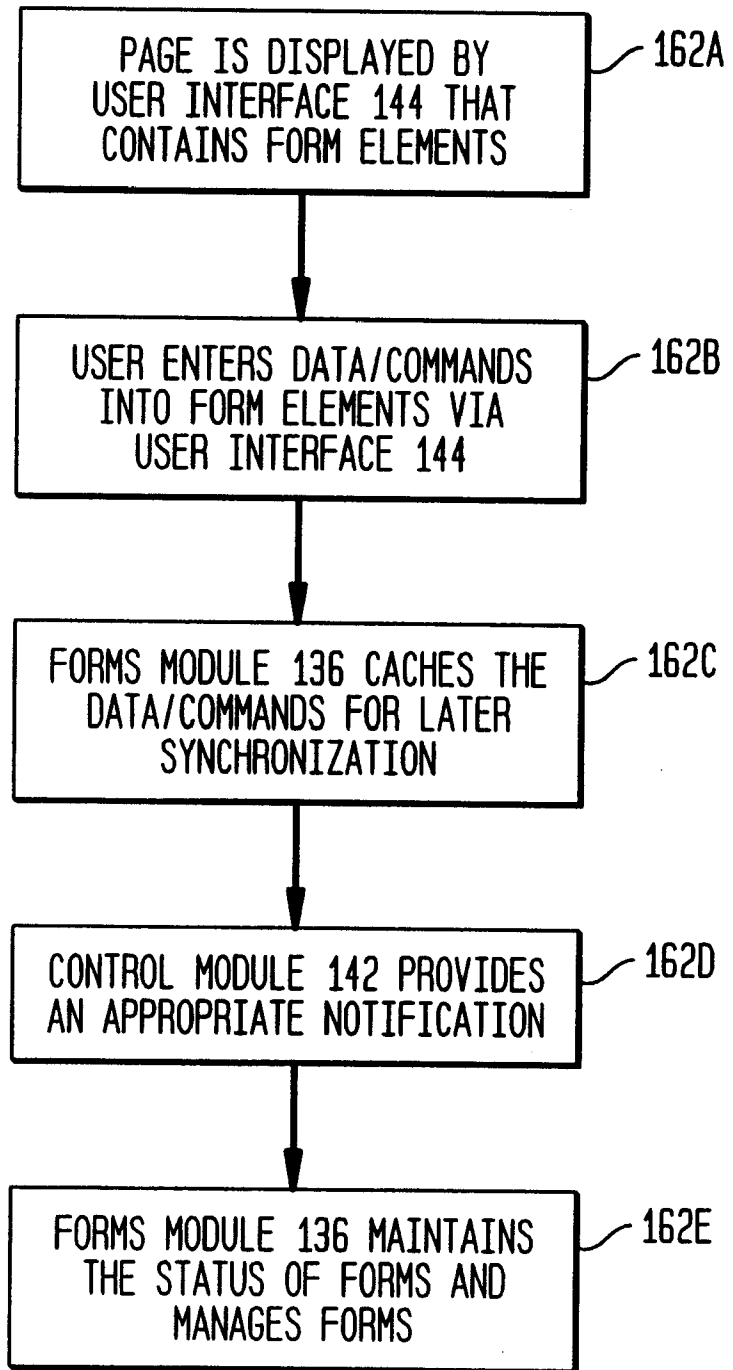 PAGE IS DISPLAYED BY
USER INTERFACE 144 THAT
CONTAINS FORM ELEMENTS
162A
USER ENTERS DATA/COMMANDS
INTO FORM ELEMENTS VIA
USER INTERFACE 144
162B
FORMS MODULE 136 CACHES THE
DATA/COMMANDS FOR LATER
SYNCHRONIZATION
162C
CONTROL MODULE 142 PROVIDES
AN APPROPRIATE NOTIFICATION
162D
FORMS MODULE 136 MAINTAINS
THE STATUS OF FORMS AND
MANAGES FORMS
162E